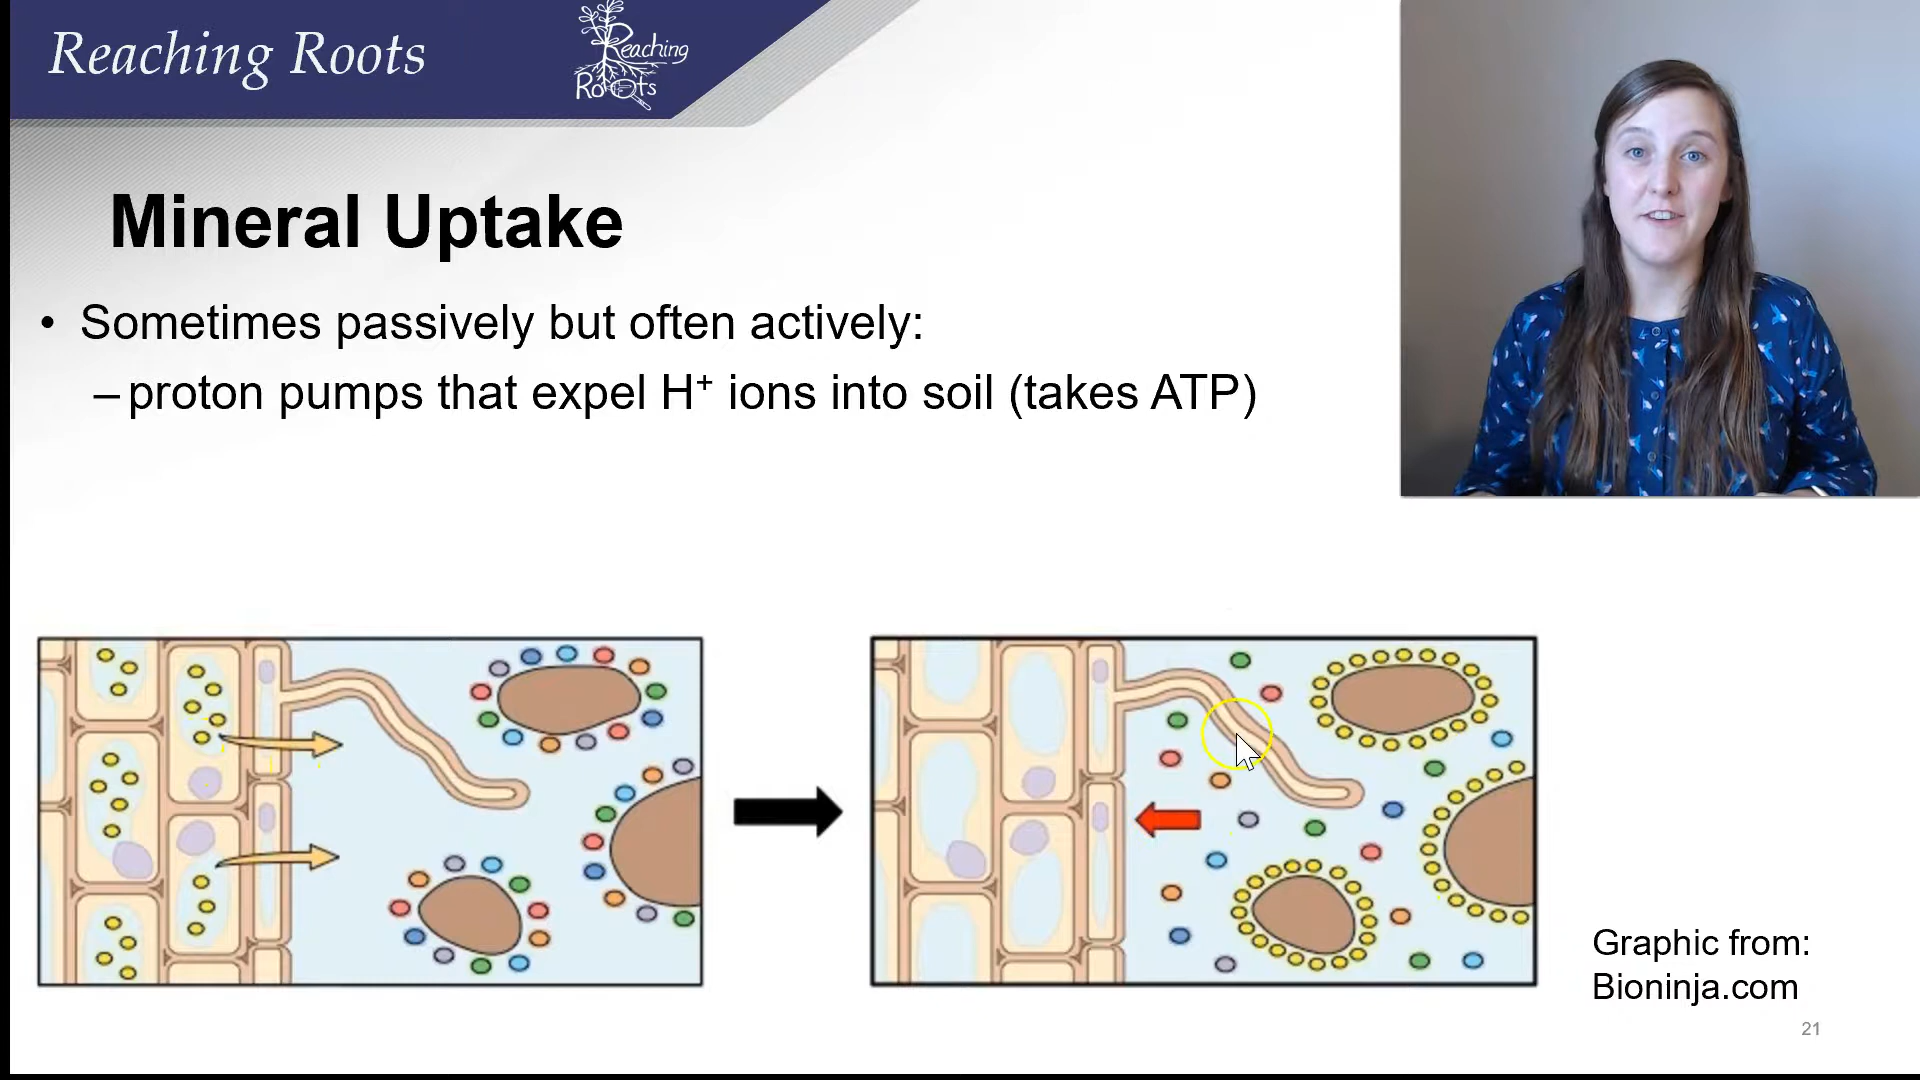 Reaching Roots
Reaching
Roots
Mineral Uptake
• Sometimes passively but often actively:
– proton pumps that expel H⁺ ions into soil (takes ATP)
Graphic from:
Bioninja.com
21